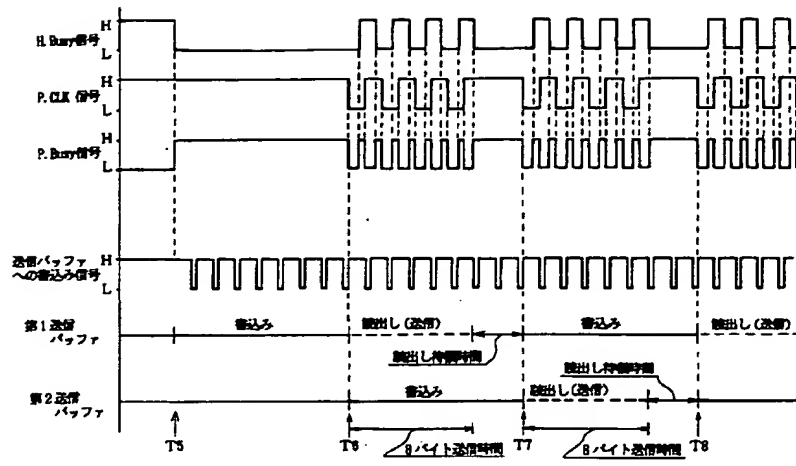 H
H.Busy信号
L
H
P.CLK 信号
L
H
P.Busy信号
L
送信バッファ
への書込み信号
H
L
第1送信
バッファ
書込み
読出し(送信)
書込み
読出し(送信)
読出し待機時間
読出し待機時間
第2送信
バッファ
書込み
読出し(送信)
T5
T6
T7
T8
8バイト送信時間
8バイト送信時間